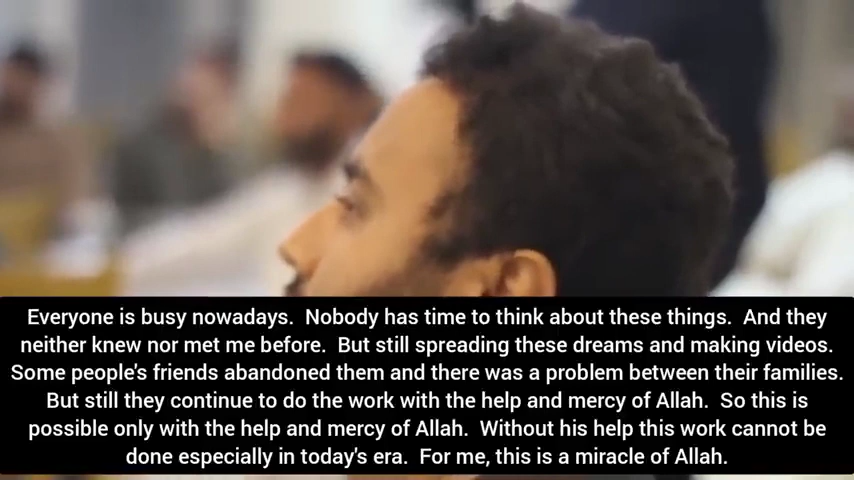 Everyone is busy nowadays.  Nobody has time to think about these things.  And they
neither knew nor met me before.  But still spreading these dreams and making videos.
Some people's friends abandoned them and there was a problem between their families.
But still they continue to do the work with the help and mercy of Allah.  So this is
possible only with the help and mercy of Allah.  Without his help this work cannot be
done especially in today's era.  For me, this is a miracle of Allah.